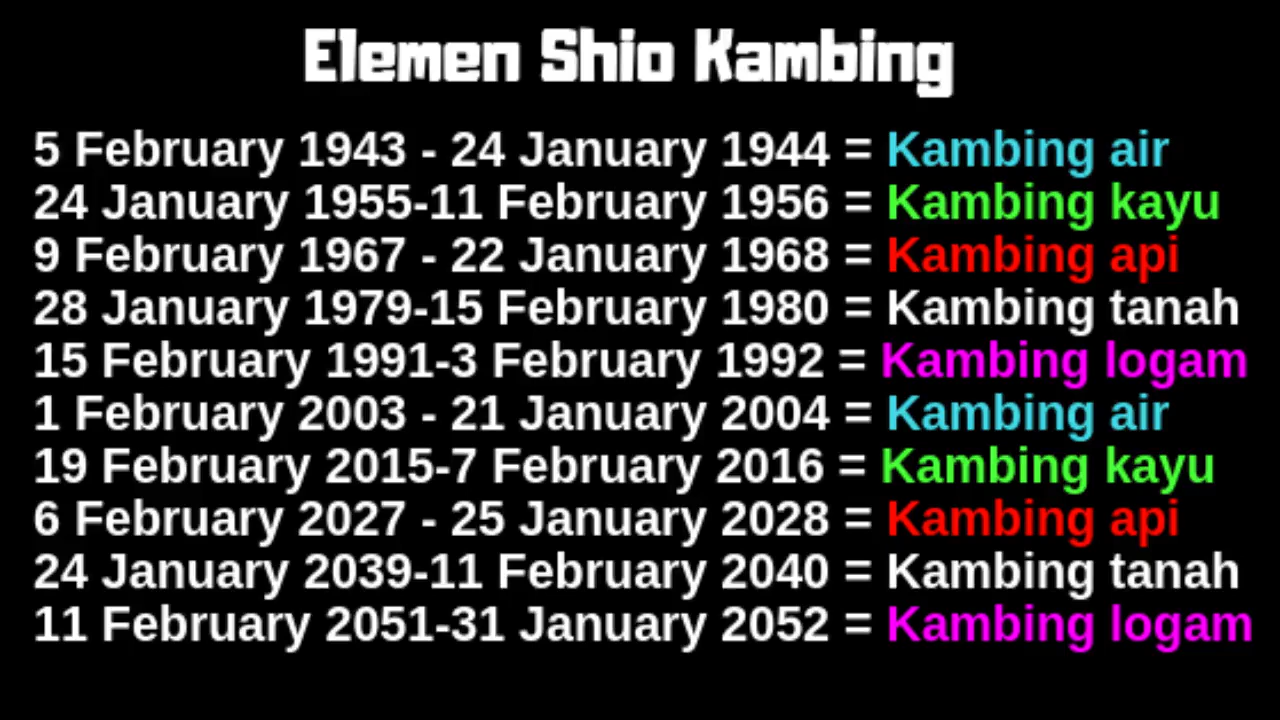 Elemen Shio Kambing
5 February 1943 - 24 January 1944 = Kambing air
24 January 1955-11 February 1956 = Kambing kayu
9 February 1967 - 22 January 1968 = Kambing api
28 January 1979-15 February 1980 = Kambing tanah
15 February 1991-3 February 1992 = Kambing logam
1 February 2003 - 21 January 2004 = Kambing air
19 February 2015-7 February 2016 = Kambing kayu
6 February 2027 - 25 January 2028 = Kambing api
24 January 2039-11 February 2040 = Kambing tanah
11 February 2051-31 January 2052 = Kambing logam